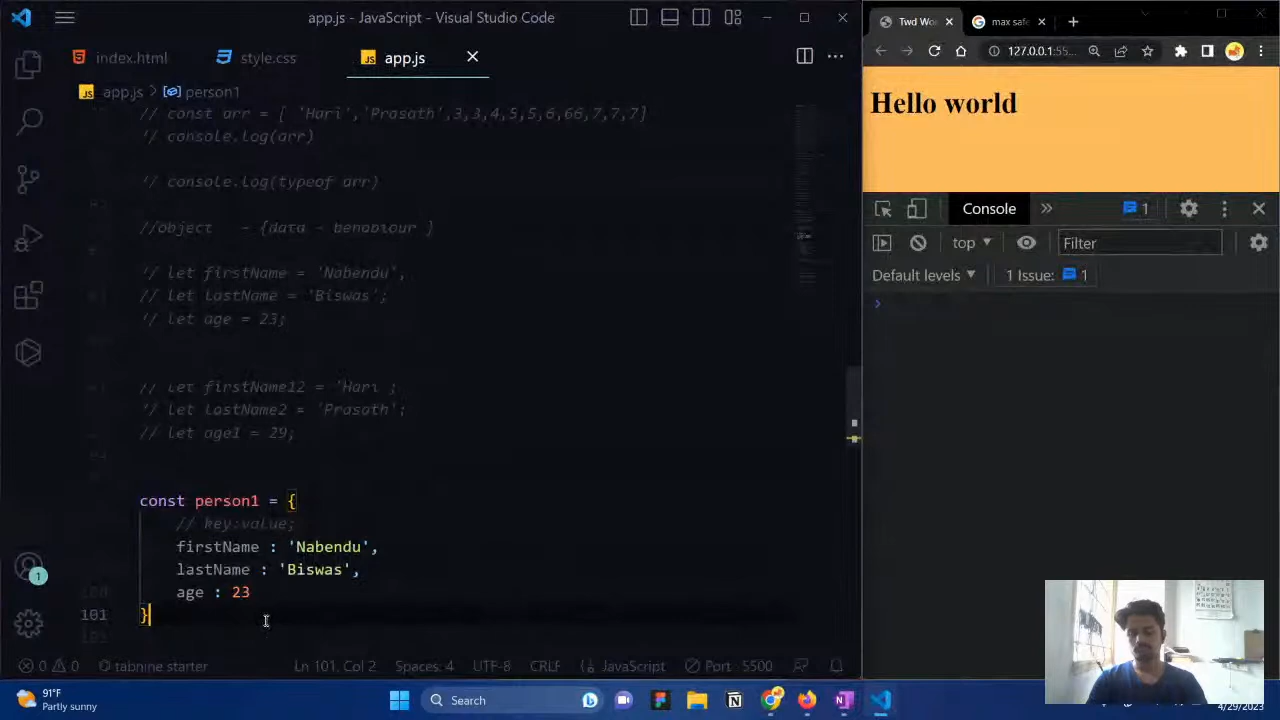 app.js - JavaScript - Visual Studio Code
Twd Wo
max safe
index.html
style.css
app.js
127.0.0.1:55...
app.js > person1
Hello world
// const arr = [ 'Hari','Prasath',3,3,4,5,5,6,66,7,7,7]
// console.log(arr)
// console.log(typeof arr)
//object - {data - behabiour }
// let firstName = 'Nabendu',
// let lastName = 'Biswas';
// let age = 23;
// let firstName12 = 'Hari ;
// let lastName2 = 'Prasath';
// let age1 = 29;
const person1 = {
// key:value;
firstName : 'Nabendu',
lastName : 'Biswas',
age : 23
101 }
Console
1
top
Filter
Default levels
1 Issue: 1
1
0 0
tabnine starter
Ln 101, Col 2
Spaces: 4
UTF-8
CRLF
JavaScript
Port 5500
91°F
Partly sunny
Search
4/29/2023